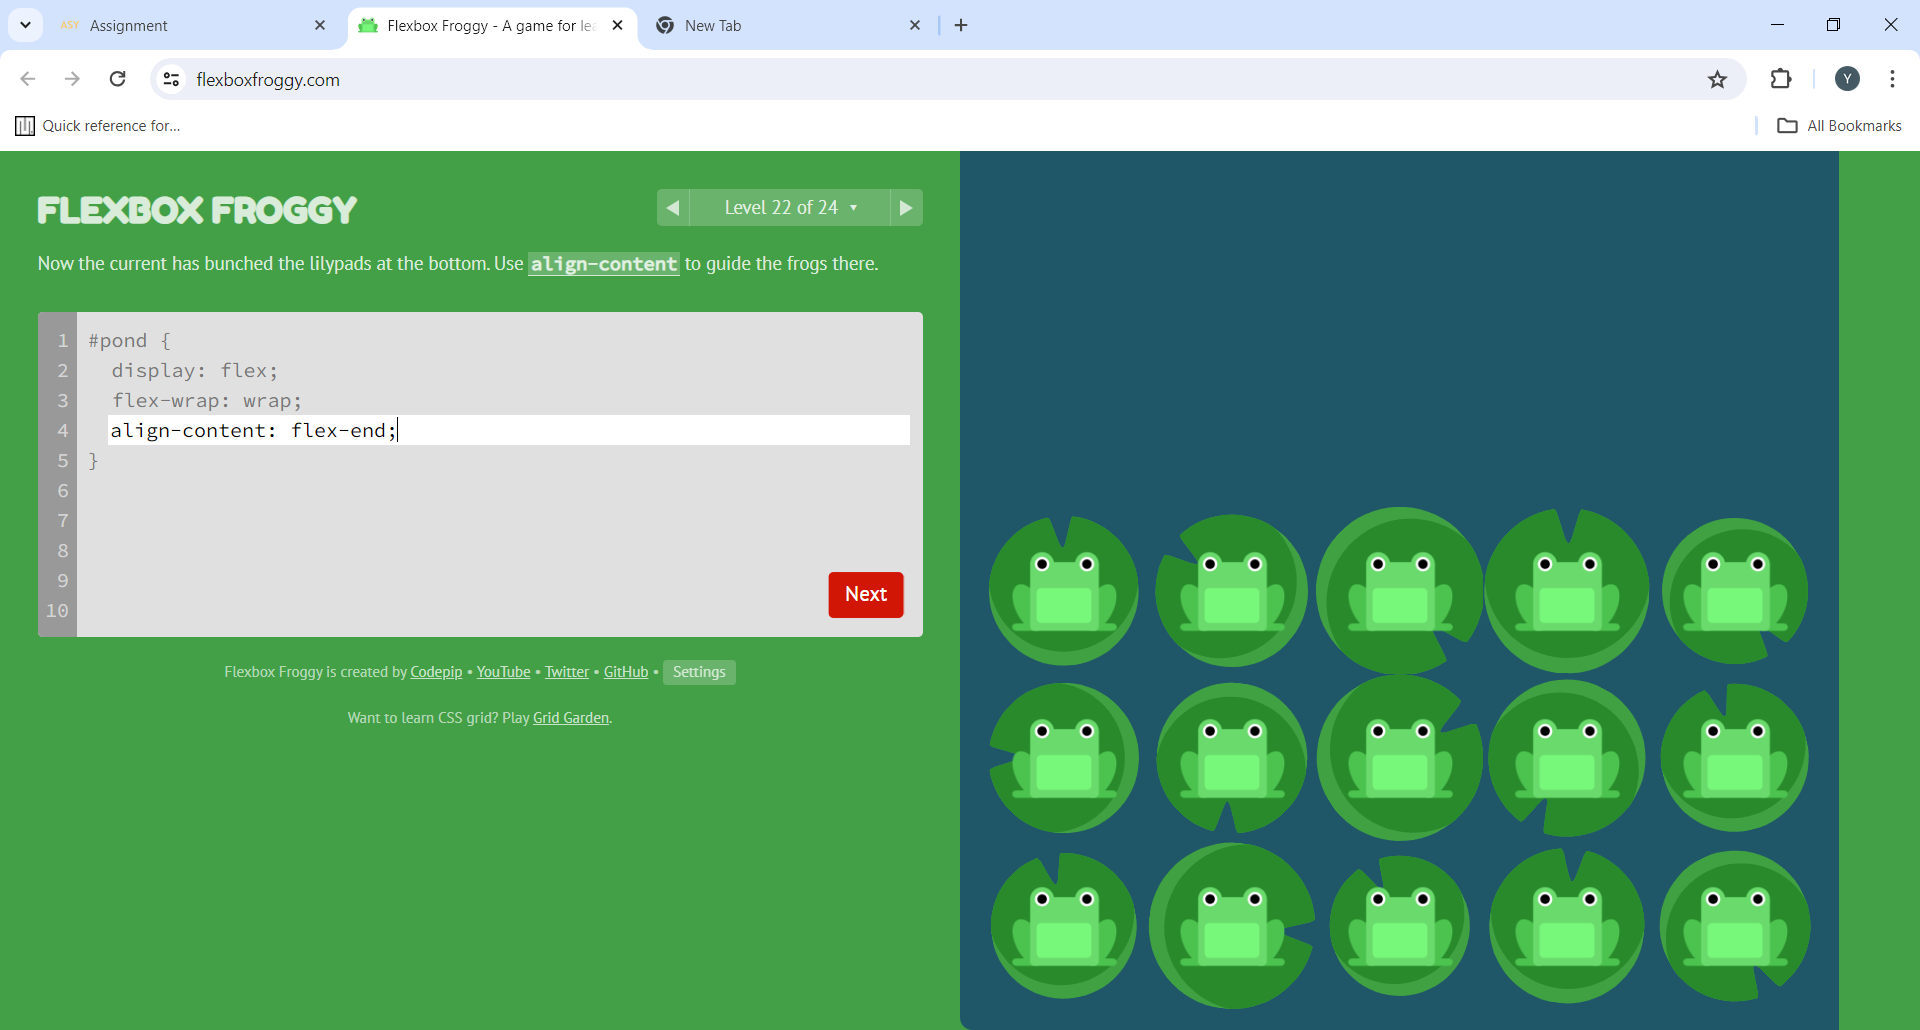 ASY Assignment
Flexbox Froggy - A game for lea
New Tab
flexboxfroggy.com
Y
Quick reference for...
All Bookmarks
FLEXBOX FROGGY
Level 22 of 24
Now the current has bunched the lilypads at the bottom. Use align-content to guide the frogs there.
1 #pond {
2 display: flex;
3 flex-wrap: wrap;
4 align-content: flex-end;
5 }
6
7
8
9
10
Next
Flexbox Froggy is created by Codepip • YouTube • Twitter • GitHub • Settings
Want to learn CSS grid? Play Grid Garden.